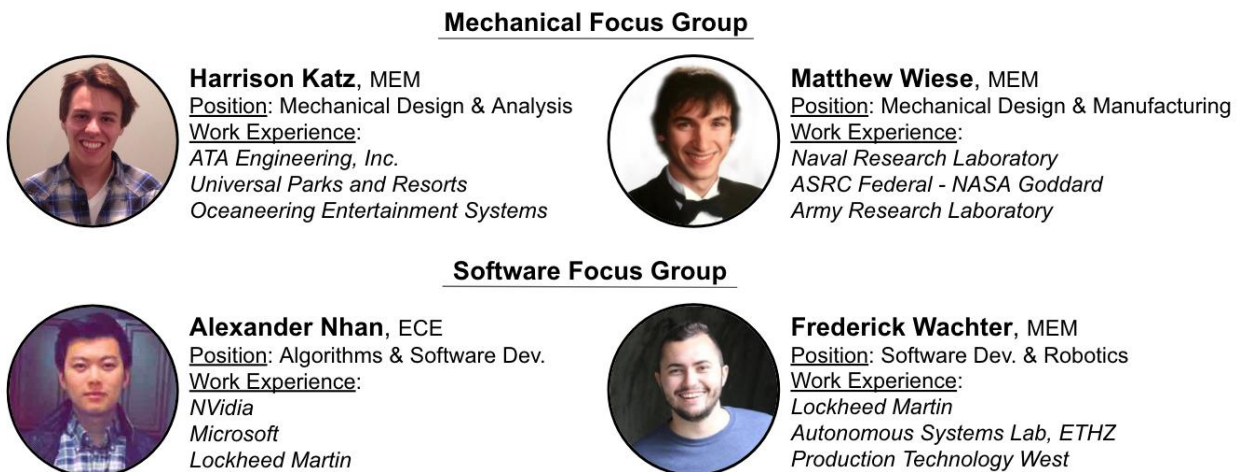 Mechanical Focus Group
Harrison Katz, MEM
Position: Mechanical Design & Analysis
Work Experience:
ATA Engineering, Inc.
Universal Parks and Resorts
Oceaneering Entertainment Systems
Matthew Wiese, MEM
Position: Mechanical Design & Manufacturing
Work Experience:
Naval Research Laboratory
ASRC Federal - NASA Goddard
Army Research Laboratory
Software Focus Group
Alexander Nhan, ECE
Position: Algorithms & Software Dev.
Work Experience:
NVidia
Microsoft
Lockheed Martin
Frederick Wachter, MEM
Position: Software Dev. & Robotics
Work Experience:
Lockheed Martin
Autonomous Systems Lab, ETHZ
Production Technology West